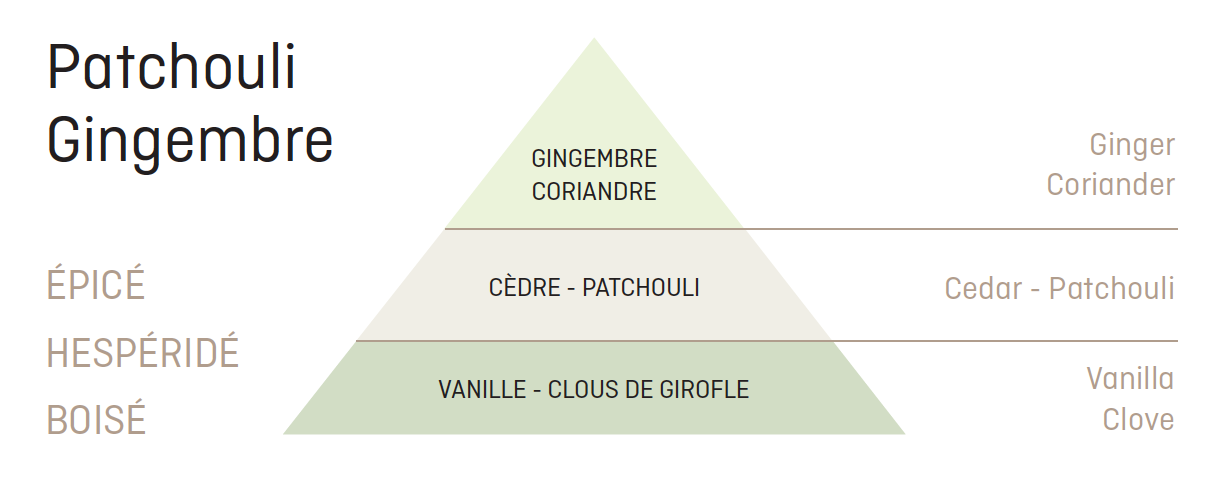 Patchouli
Gingembre
ÉPICÉ
HESPÉRIDÉ
BOISÉ
GINGEMBRE
CORIANDRE
CÈDRE - PATCHOULI
VANILLE - CLOUS DE GIROFLE
Ginger
Coriander
Cedar - Patchouli
Vanilla
Clove